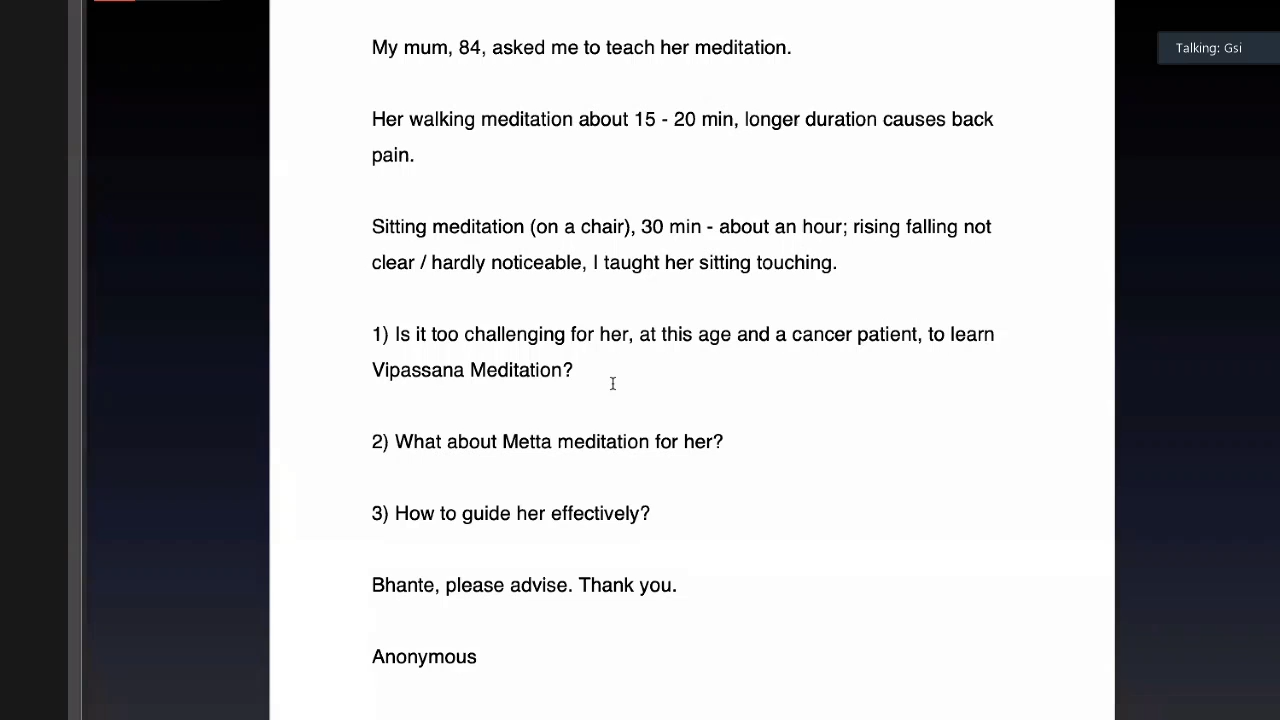 Talking: Gsi
My mum, 84, asked me to teach her meditation.
Her walking meditation about 15 - 20 min, longer duration causes back
pain.
Sitting meditation (on a chair), 30 min - about an hour; rising falling not
clear / hardly noticeable, I taught her sitting touching.
1) Is it too challenging for her, at this age and a cancer patient, to learn
Vipassana Meditation?
2) What about Metta meditation for her?
3) How to guide her effectively?
Bhante, please advise. Thank you.
Anonymous